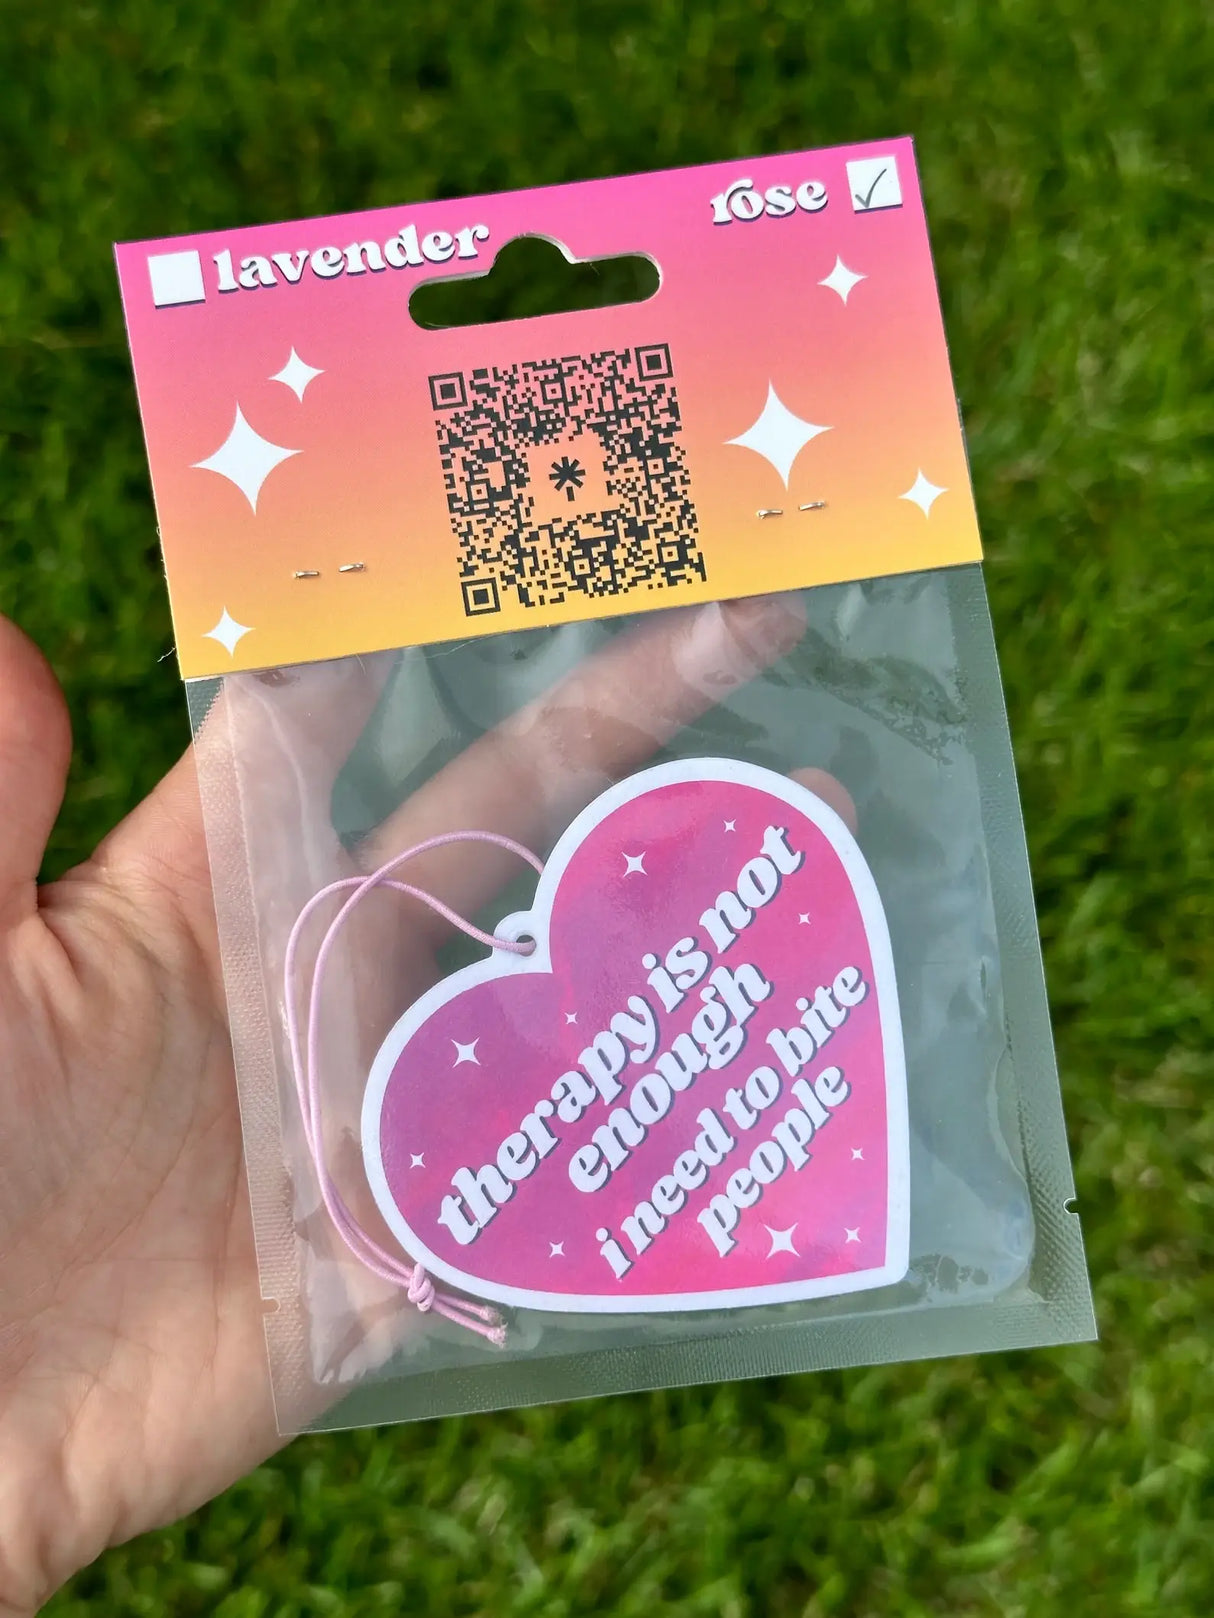 lavender
rose
therapy is not
enough
i need to bite
people